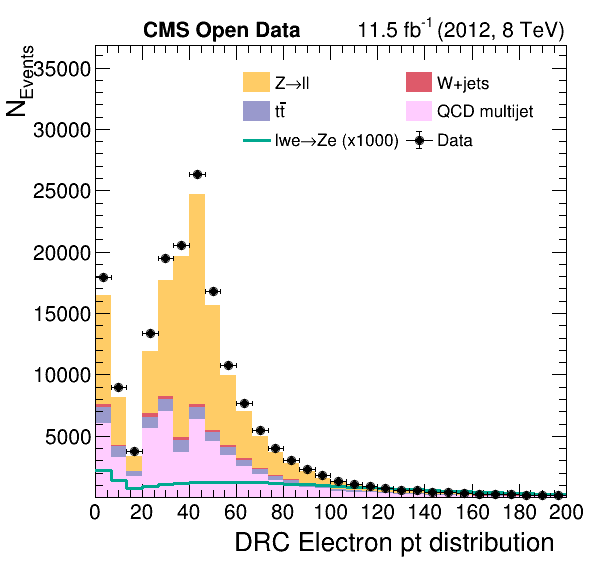 CMS Open Data 11.5 fb⁻¹ (2012, 8 TeV)
N_Events
35000
30000
25000
20000
15000
10000
5000
Z→ll W+jets
tt̄ QCD multijet
lwe→Ze (x1000) Data
0 20 40 60 80 100 120 140 160 180 200
DRC Electron pt distribution